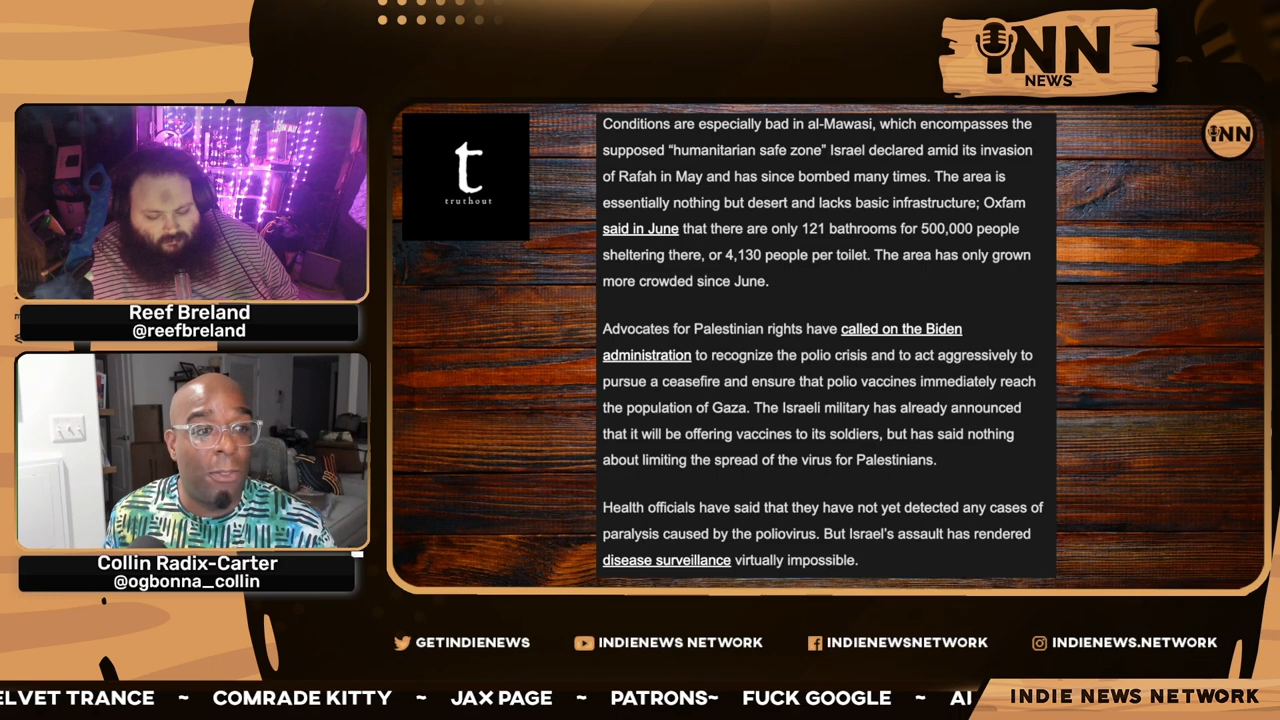 INN
NEWS
INN
t
truthout
Conditions are especially bad in al-Mawasi, which encompasses the
supposed “humanitarian safe zone” Israel declared amid its invasion
of Rafah in May and has since bombed many times. The area is
essentially nothing but desert and lacks basic infrastructure; Oxfam
said in June that there are only 121 bathrooms for 500,000 people
sheltering there, or 4,130 people per toilet. The area has only grown
more crowded since June.
Advocates for Palestinian rights have called on the Biden
administration to recognize the polio crisis and to act aggressively to
pursue a ceasefire and ensure that polio vaccines immediately reach
the population of Gaza. The Israeli military has already announced
that it will be offering vaccines to its soldiers, but has said nothing
about limiting the spread of the virus for Palestinians.
Health officials have said that they have not yet detected any cases of
paralysis caused by the poliovirus. But Israel's assault has rendered
disease surveillance virtually impossible.
Reef Breland
@reefbreland
Collin Radix-Carter
@ogbonna_collin
GETINDIENEWS
INDIENEWS NETWORK
INDIENEWSNETWORK
INDIENEWS.NETWORK
ELVET TRANCE ~ COMRADE KITTY ~ JAX PAGE ~ PATRONS~ FUCK GOOGLE ~ AI
INDIE NEWS NETWORK